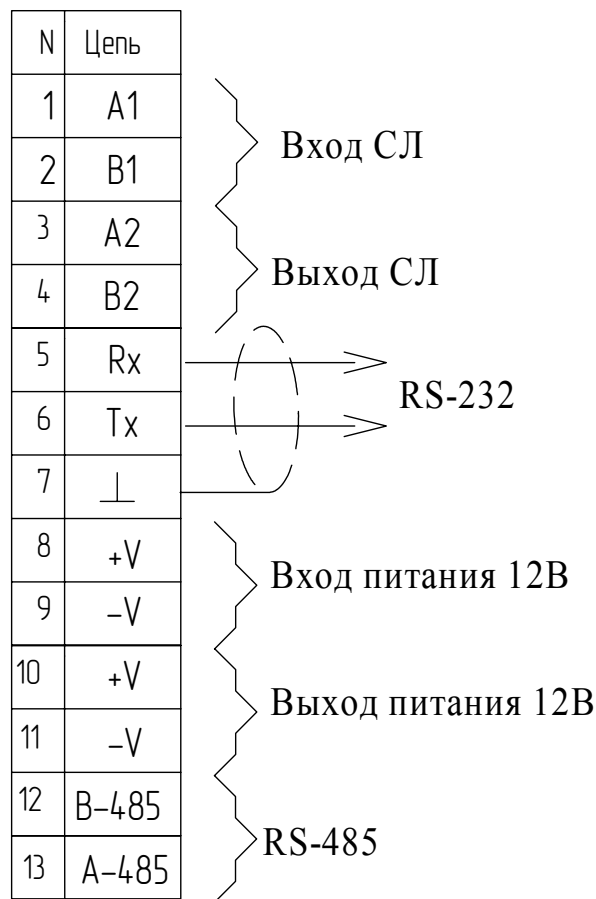 N Цепь
1 A1
2 B1
Вход СЛ
3 A2
4 B2
Выход СЛ
5 Rx
6 Tx
RS-232
7 ⊥
8 +V
9 –V
Вход питания 12В
10 +V
11 –V
Выход питания 12В
12 B–485
13 A–485
RS-485